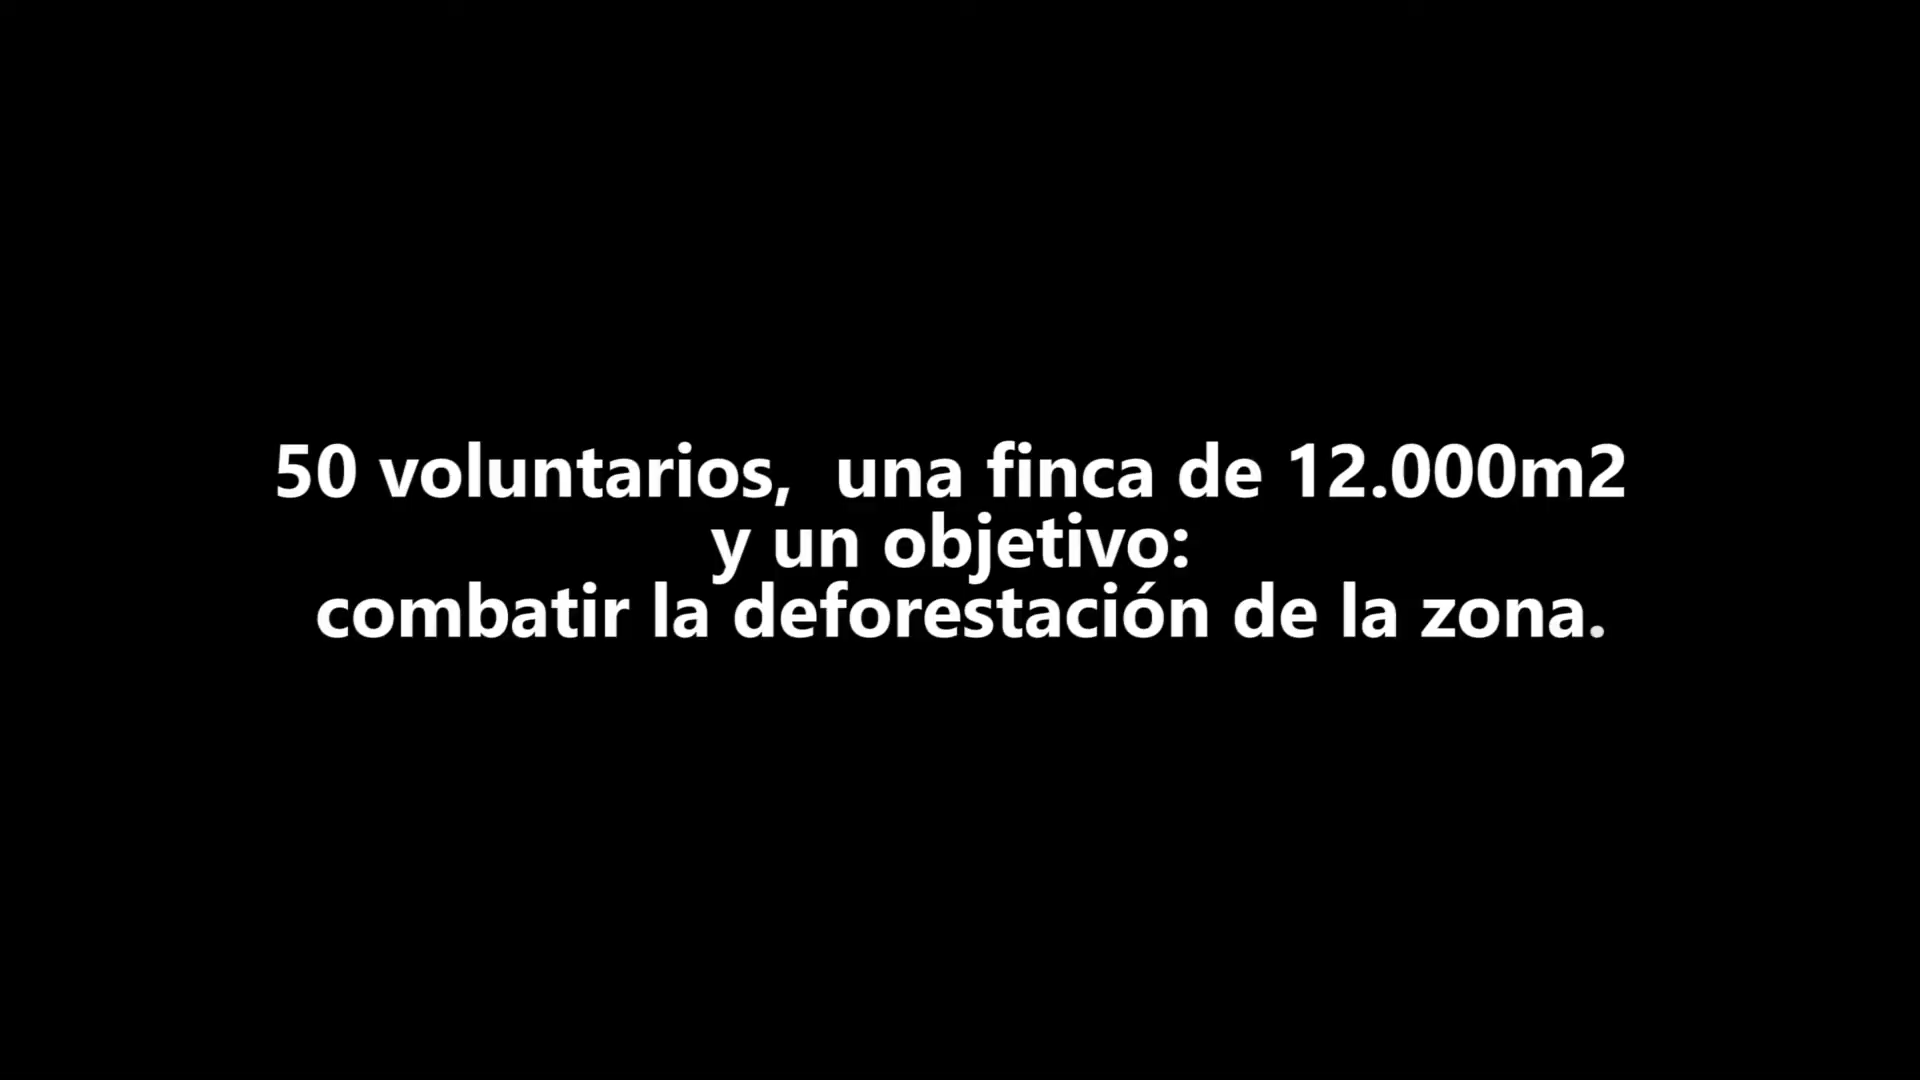 50 voluntarios,  una finca de 12.000m2
y un objetivo:
combatir la deforestación de la zona.